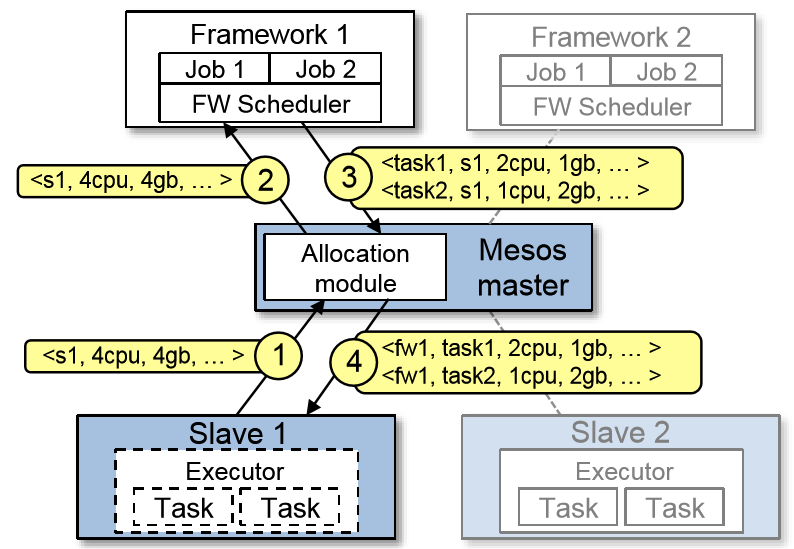 Framework 1
Job 1
Job 2
FW Scheduler
Framework 2
Job 1
Job 2
FW Scheduler
<s1, 4cpu, 4gb, ... >
2
3
<task1, s1, 2cpu, 1gb, ... >
<task2, s1, 1cpu, 2gb, ... >
Allocation
module
Mesos
master
<s1, 4cpu, 4gb, ... >
1
4
<fw1, task1, 2cpu, 1gb, ... >
<fw1, task2, 1cpu, 2gb, ... >
Slave 1
Executor
Task
Task
Slave 2
Executor
Task
Task